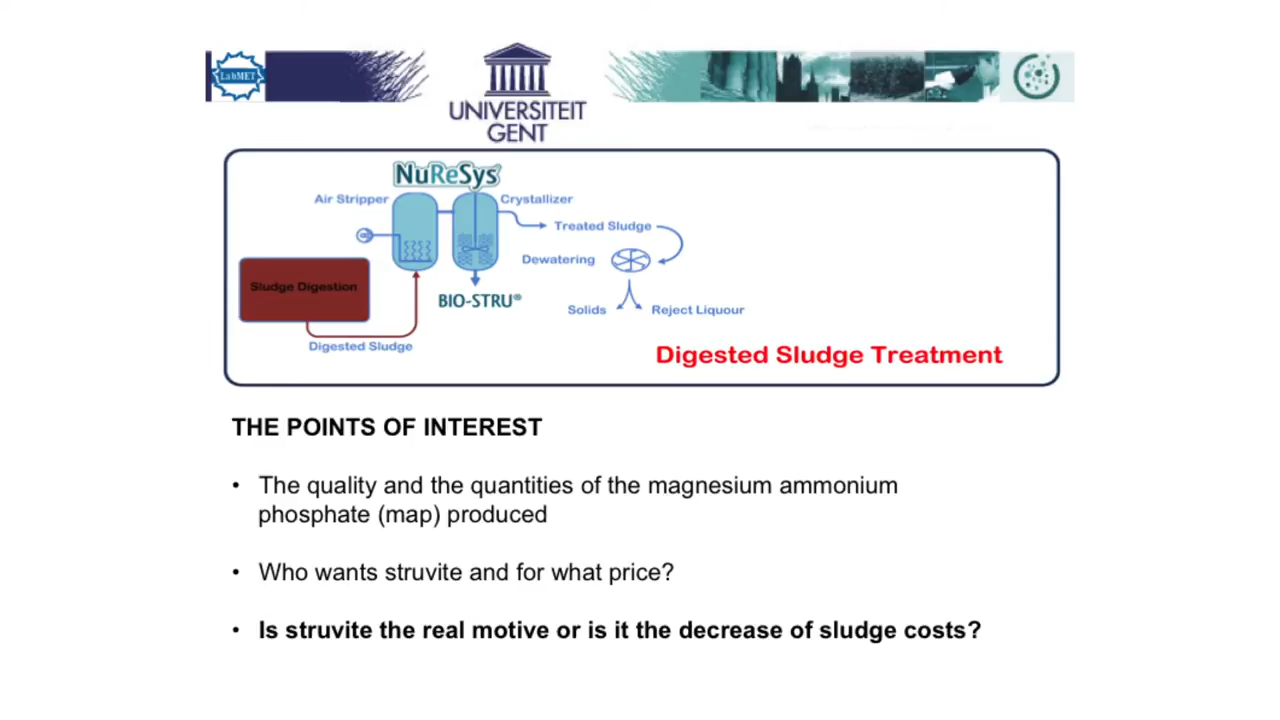 LabMET
UNIVERSITEIT
GENT
NuReSys
Air Stripper
Crystallizer
Treated Sludge
Dewatering
Sludge Digestion
BIO-STRU®
Solids
Reject Liquour
Digested Sludge
Digested Sludge Treatment
THE POINTS OF INTEREST
• The quality and the quantities of the magnesium ammonium
phosphate (map) produced
• Who wants struvite and for what price?
• Is struvite the real motive or is it the decrease of sludge costs?